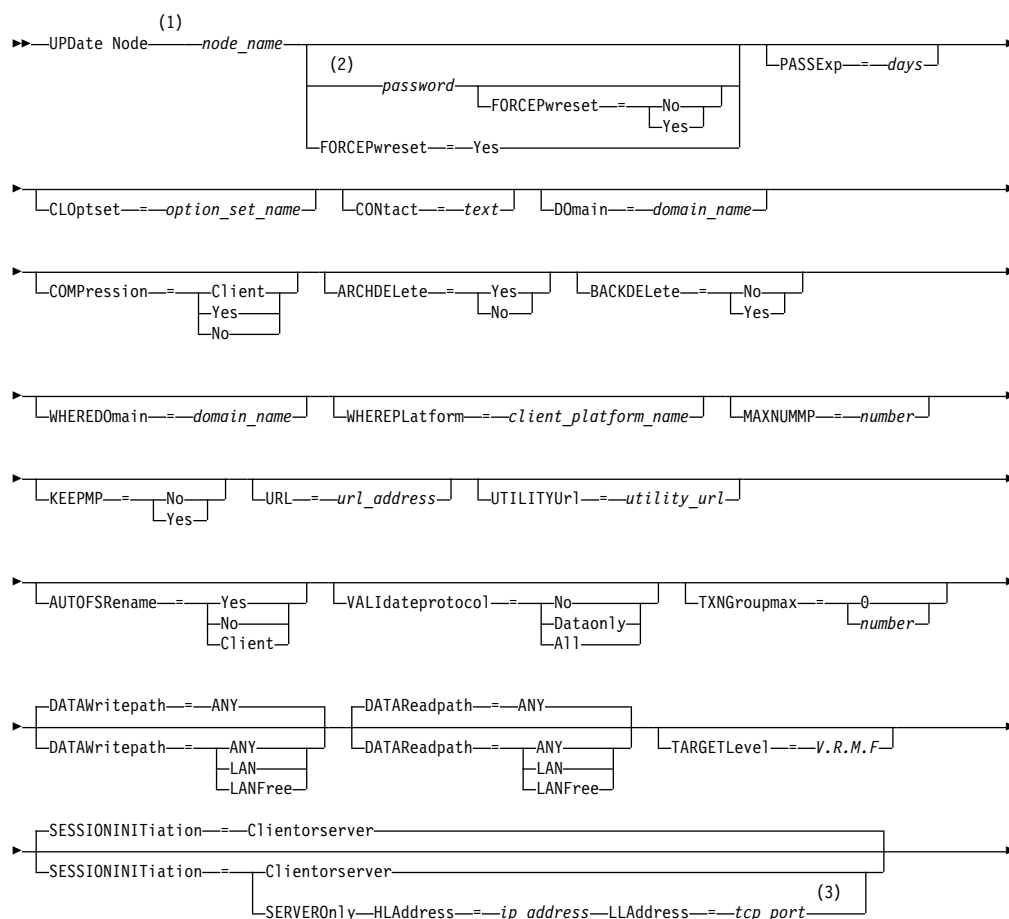 (1)
UPDate Node node_name
(2)
password
FORCEPwreset = No
Yes
FORCEPwreset = Yes
PASSExp = days
CLOptset = option_set_name CONtact = text DOmain = domain_name
COMPression = Client
Yes
No
ARCHDELete = Yes
No
BACKDELete = No
Yes
WHEREDOmain = domain_name WHEREPLatform = client_platform_name MAXNUMMP = number
KEEPMP = No
Yes
URL = url_address UTILITYUrl = utility_url
AUTOFSRename = Yes
No
Client
VALIdateprotocol = No
Dataonly
All
TXNGroupmax = 0
number
DATAWritepath = ANY
DATAWritepath = ANY
LAN
LANFree
DATAReadpath = ANY
DATAReadpath = ANY
LAN
LANFree
TARGETLevel = V.R.M.F
SESSIONINITiation = Clientorserver
SESSIONINITiation = Clientorserver
(3)
SERVEROnly HLAddress = ip_address LLAddress = tcp_port